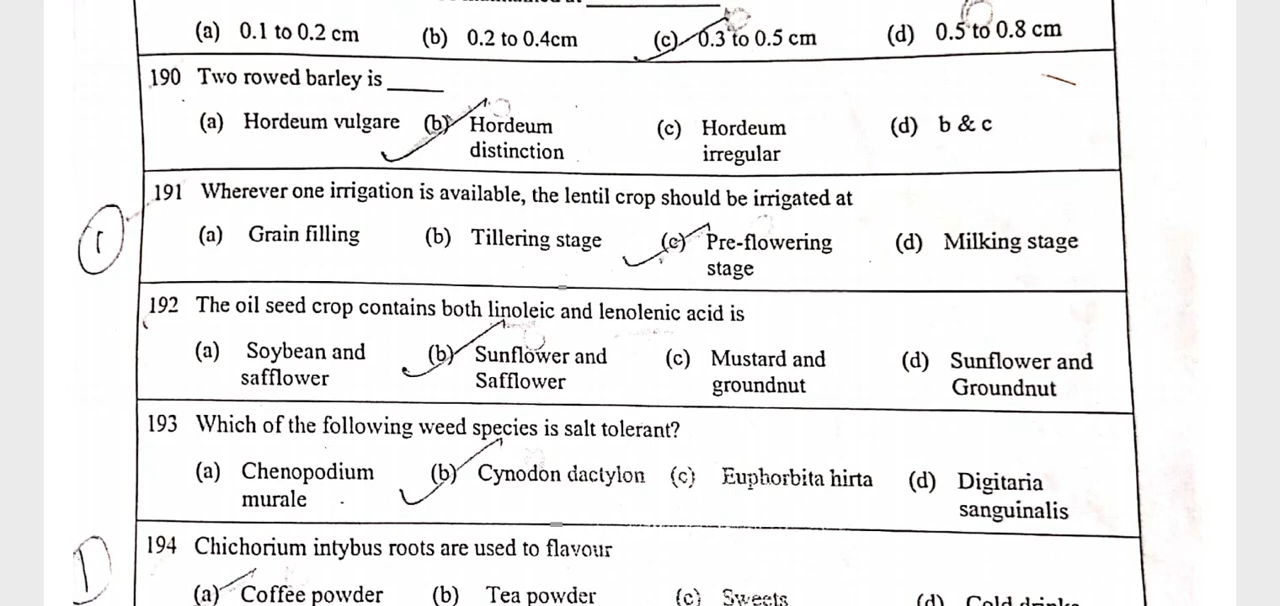 (a) 0.1 to 0.2 cm (b) 0.2 to 0.4cm (c) 0.3 to 0.5 cm (d) 0.5 to 0.8 cm
190 Two rowed barley is ____
(a) Hordeum vulgare (b) Hordeum distinction (c) Hordeum irregular (d) b & c
191 Wherever one irrigation is available, the lentil crop should be irrigated at
(a) Grain filling (b) Tillering stage (c) Pre-flowering stage (d) Milking stage
192 The oil seed crop contains both linoleic and lenolenic acid is
(a) Soybean and safflower (b) Sunflower and Safflower (c) Mustard and groundnut (d) Sunflower and Groundnut
193 Which of the following weed species is salt tolerant?
(a) Chenopodium murale (b) Cynodon dactylon (c) Euphorbita hirta (d) Digitaria sanguinalis
194 Chichorium intybus roots are used to flavour
(a) Coffee powder (b) Tea powder (c) Sweets (d) Cold drinks